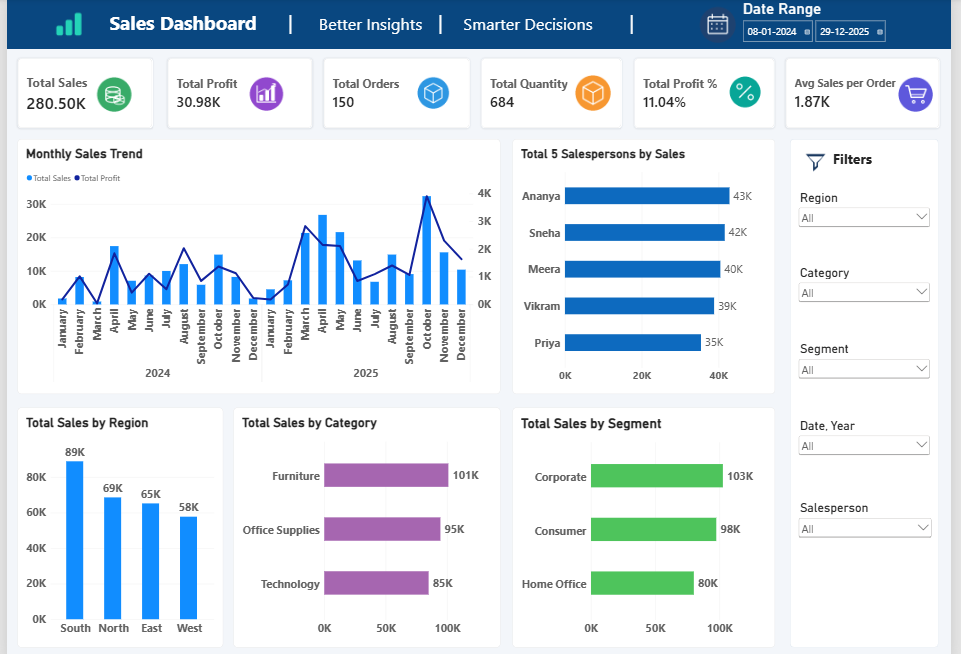 Sales Dashboard | Better Insights | Smarter Decisions |
Date Range
08-01-2024 29-12-2025
Total Sales
280.50K
Total Profit
30.98K
Total Orders
150
Total Quantity
684
Total Profit %
11.04%
Avg Sales per Order
1.87K
Monthly Sales Trend
Total Sales Total Profit
30K
20K
10K
0K
4K
3K
2K
1K
0K
January
February
March
April
May
June
July
August
September
October
November
December
January
February
March
April
May
June
July
August
September
October
November
December
2024
2025
Total 5 Salespersons by Sales
Ananya 43K
Sneha 42K
Meera 40K
Vikram 39K
Priya 35K
0K 20K 40K
Filters
Region
All
Category
All
Segment
All
Date, Year
All
Salesperson
All
Total Sales by Region
89K
69K
65K
58K
80K
60K
40K
20K
0K
South North East West
Total Sales by Category
Furniture 101K
Office Supplies 95K
Technology 85K
0K 50K 100K
Total Sales by Segment
Corporate 103K
Consumer 98K
Home Office 80K
0K 50K 100K